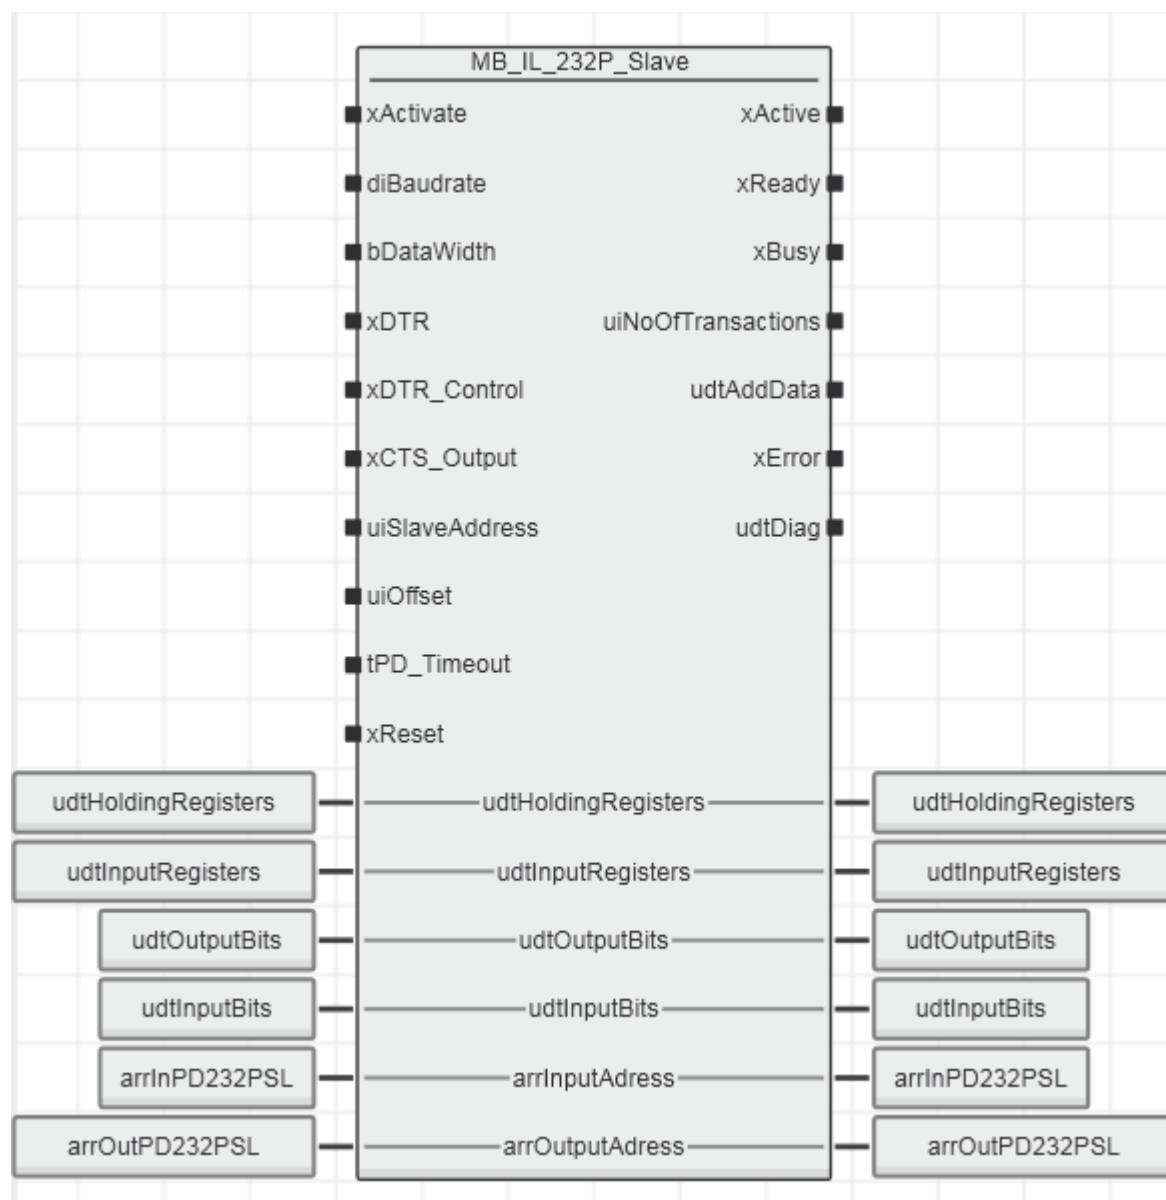 MB_IL_232P_Slave
xActivate xActive
diBaudrate xReady
bDataWidth xBusy
xDTR uiNoOfTransactions
xDTR_Control udtAddData
xCTS_Output xError
uiSlaveAddress udtDiag
uiOffset
tPD_Timeout
xReset
udtHoldingRegisters udtHoldingRegisters udtHoldingRegisters
udtInputRegisters udtInputRegisters udtInputRegisters
udtOutputBits udtOutputBits udtOutputBits
udtInputBits udtInputBits udtInputBits
arrInPD232PSL arrInputAdress arrInPD232PSL
arrOutPD232PSL arrOutputAdress arrOutPD232PSL